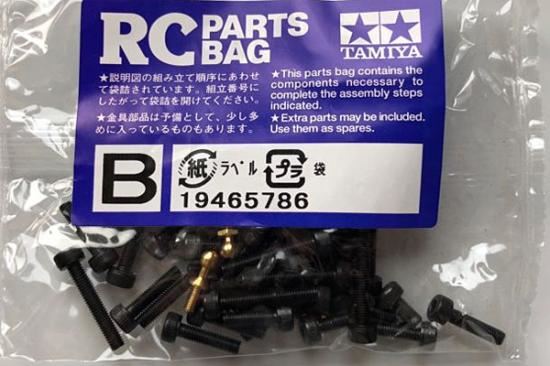 RC PARTS BAG
TAMIYA
★説明図の組み立て順序にあわせ
て袋詰されています。組立番号に
したがって袋詰を開けてください。
★金具部品は予備として、少し多
めに入っているものもあります。
★This parts bag contains the
components necessary to
complete the assembly steps
indicated.
★Extra parts may be included.
Use them as spares.
B
紙 ラベル プラ 袋
19465786